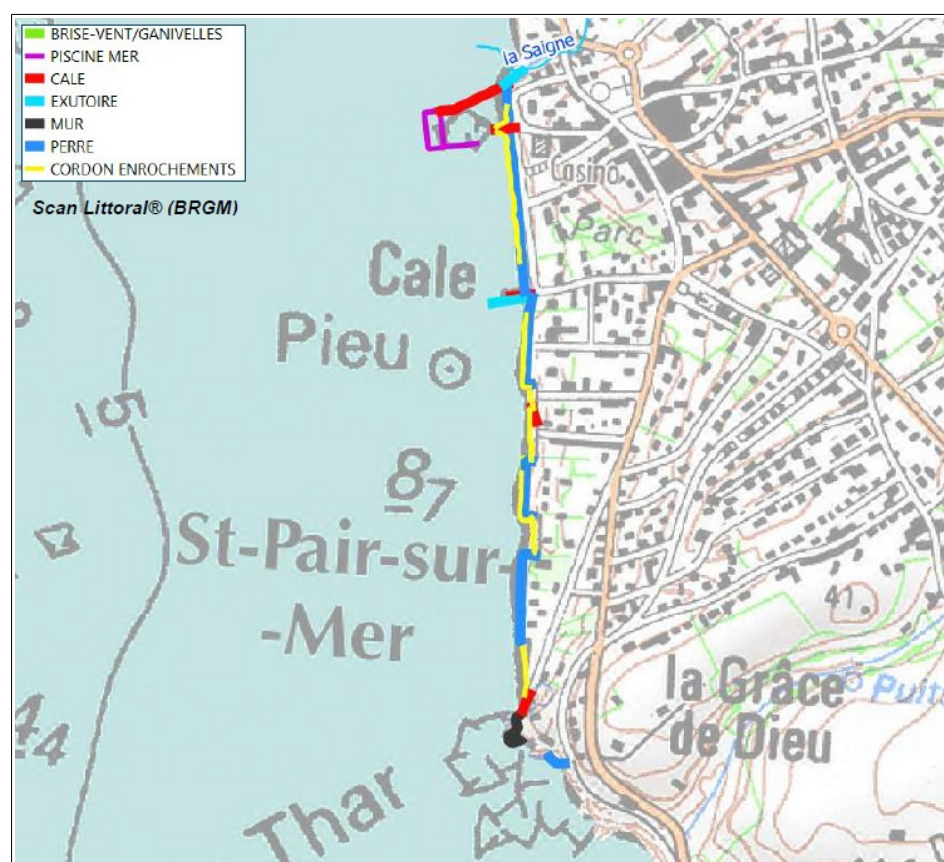 BRISE-VENT/GANIVELLES
PISCINE MER
CALE
EXUTOIRE
MUR
PERRE
CORDON ENROCHEMENTS
Scan Littoral® (BRGM)
la Saigne
Casino
Parc
Cale
Pieu
15
87
St-Pair-sur-
-Mer
41
la Grâce
de Dieu
Puits
44
Thar